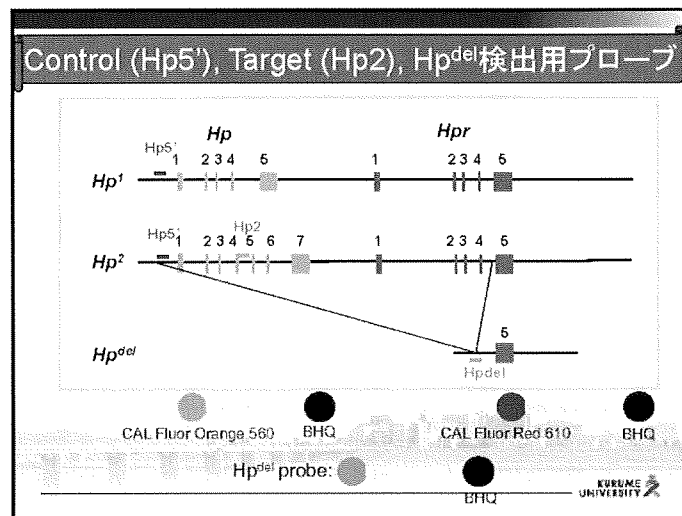 Control (Hp5'), Target (Hp2), Hpdel検出用プローブ
Hp Hpr
Hp5'
1 2 3 4 5 1 2 3 4 5
Hp1
Hp2
Hp5'
1 2 3 4 5 6 7 1 2 3 4 5
Hp2
5
Hpdel
Hpdel
CAL Fluor Orange 560 BHQ CAL Fluor Red 610 BHQ
Hpdel probe:
BHQ
KURUME
UNIVERSITY